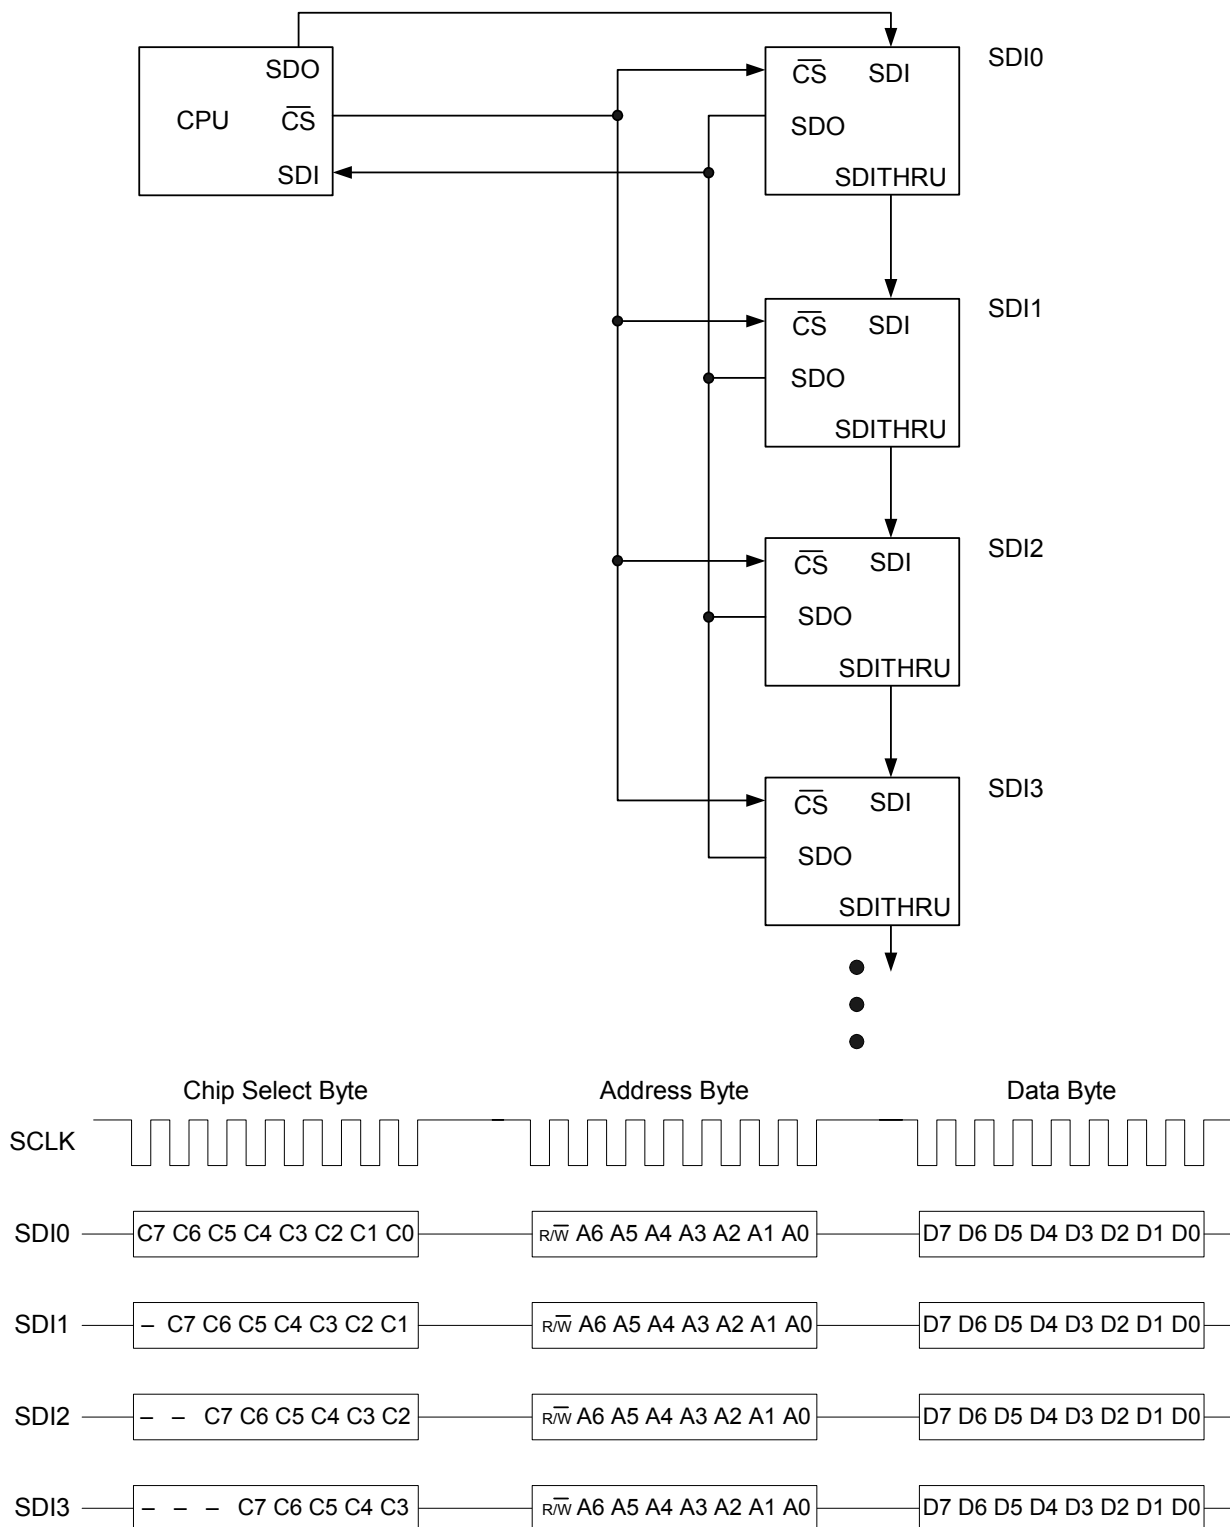 SDO
CPU
CS
SDI
CS SDI
SDO
SDITHRU
SDI0
CS SDI
SDO
SDITHRU
SDI1
CS SDI
SDO
SDITHRU
SDI2
CS SDI
SDO
SDITHRU
SDI3
Chip Select Byte Address Byte Data Byte
SCLK
SDI0 C7 C6 C5 C4 C3 C2 C1 C0 R/W A6 A5 A4 A3 A2 A1 A0 D7 D6 D5 D4 D3 D2 D1 D0
SDI1 – C7 C6 C5 C4 C3 C2 C1 R/W A6 A5 A4 A3 A2 A1 A0 D7 D6 D5 D4 D3 D2 D1 D0
SDI2 – – C7 C6 C5 C4 C3 C2 R/W A6 A5 A4 A3 A2 A1 A0 D7 D6 D5 D4 D3 D2 D1 D0
SDI3 – – – C7 C6 C5 C4 C3 R/W A6 A5 A4 A3 A2 A1 A0 D7 D6 D5 D4 D3 D2 D1 D0